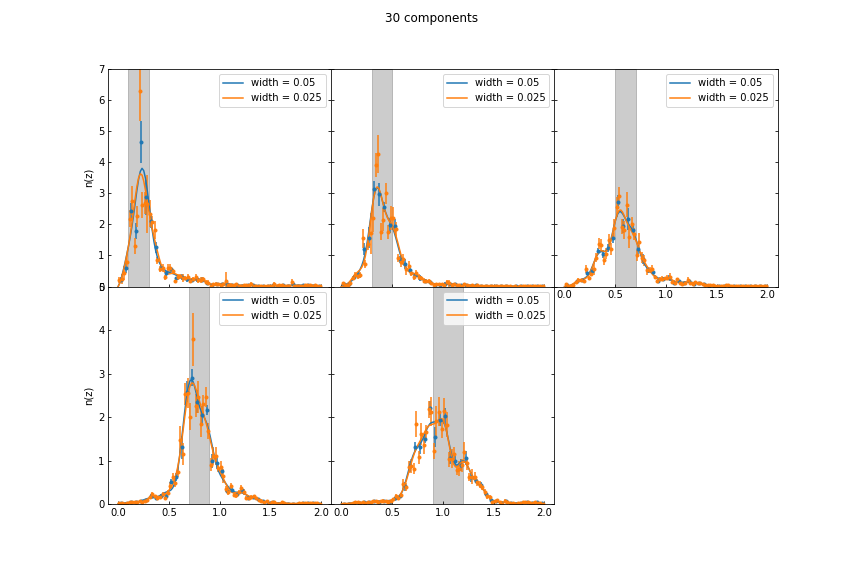 30 components
7
6
5
4
3
2
1
0
n(z)
width = 0.05
width = 0.025
width = 0.05
width = 0.025
width = 0.05
width = 0.025
0.0 0.5 1.0 1.5 2.0
5
4
3
2
1
0
n(z)
width = 0.05
width = 0.025
width = 0.05
width = 0.025
0.0 0.5 1.0 1.5 2.0
0.0 0.5 1.0 1.5 2.0